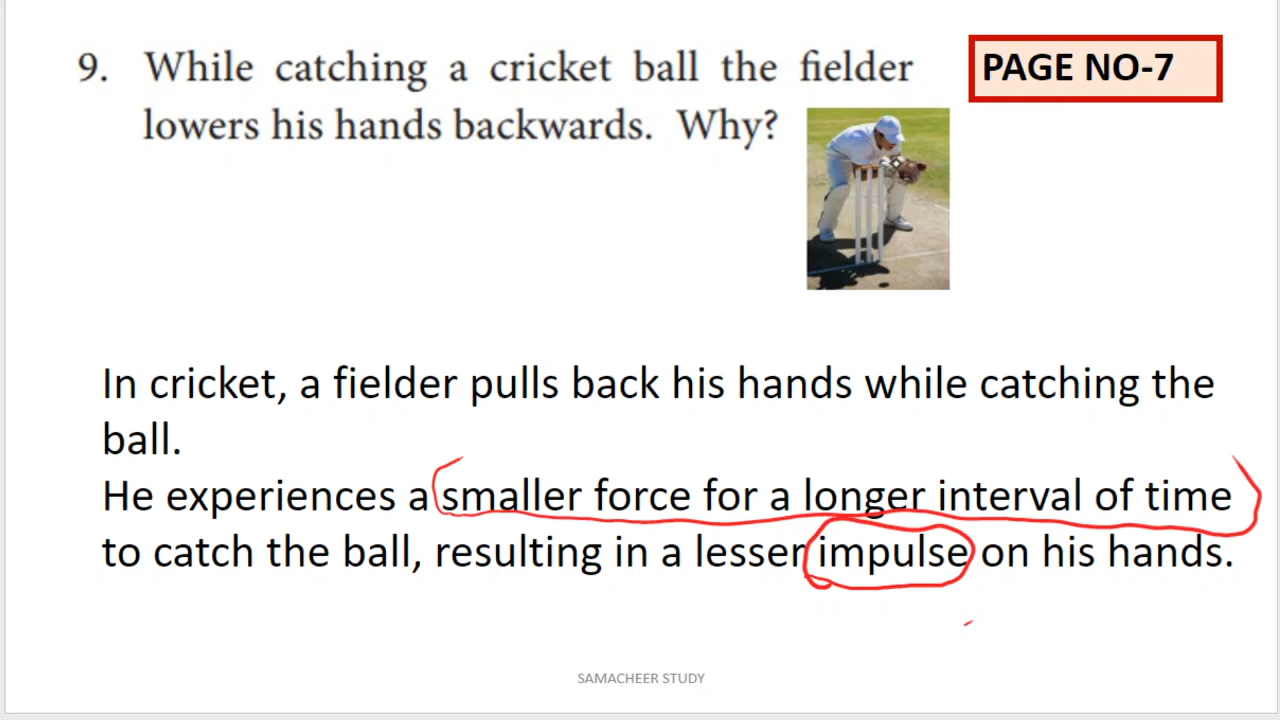 9. While catching a cricket ball the fielder
lowers his hands backwards. Why?
PAGE NO-7
In cricket, a fielder pulls back his hands while catching the
ball.
He experiences a smaller force for a longer interval of time
to catch the ball, resulting in a lesser impulse on his hands.
SAMACHEER STUDY